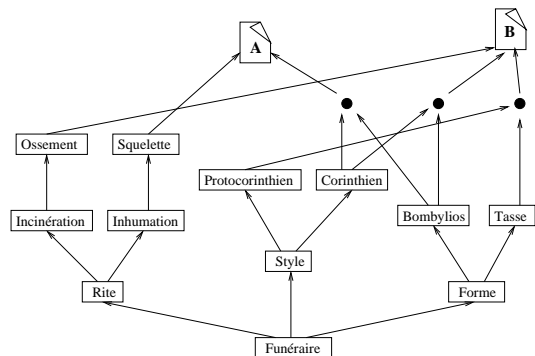 A
B
Ossement
Squelette
Protocorinthien
Corinthien
Incinération
Inhumation
Bombylios
Tasse
Style
Rite
Forme
Funéraire